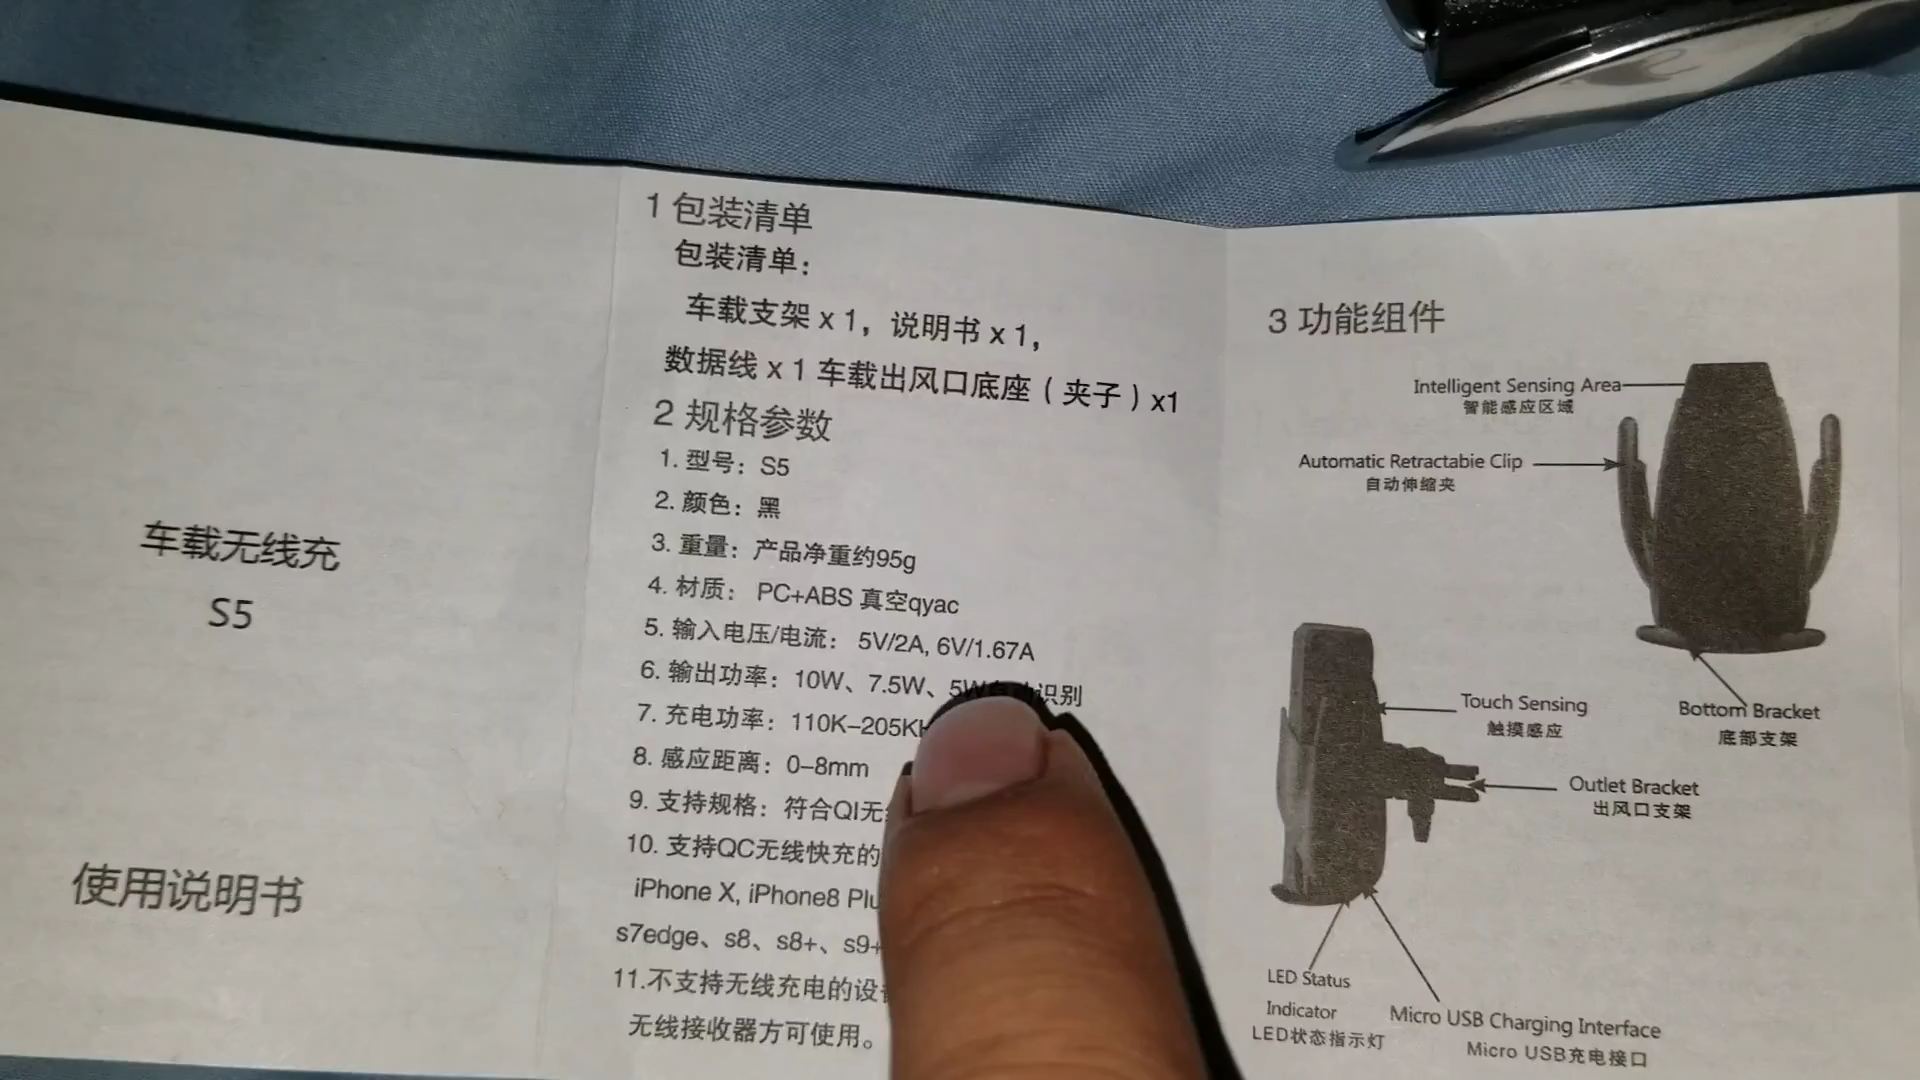 车载无线充
S5
使用说明书
1 包装清单
包装清单：
车载支架 x 1，说明书 x 1，
数据线 x 1 车载出风口底座（夹子）x1
2 规格参数
1. 型号：S5
2. 颜色：黑
3. 重量：产品净重约95g
4. 材质： PC+ABS 真空qyac
5. 输入电压/电流： 5V/2A, 6V/1.67A
6. 输出功率：10W、7.5W、5W自动识别
7. 充电功率：110K-205K
8. 感应距离：0-8mm
9. 支持规格：符合QI无
10. 支持QC无线快充的
iPhone X, iPhone8
s7edge、s8、s8+、s9+
11.不支持无线充电的设
无线接收器方可使用。
3 功能组件
Intelligent Sensing Area
智能感应区域
Automatic Retractabie Clip
自动伸缩夹
Touch Sensing
触摸感应
Bottom Bracket
底部支架
Outlet Bracket
出风口支架
LED Status
Indicator
LED状态指示灯
Micro USB Charging Interface
Micro USB充电接口